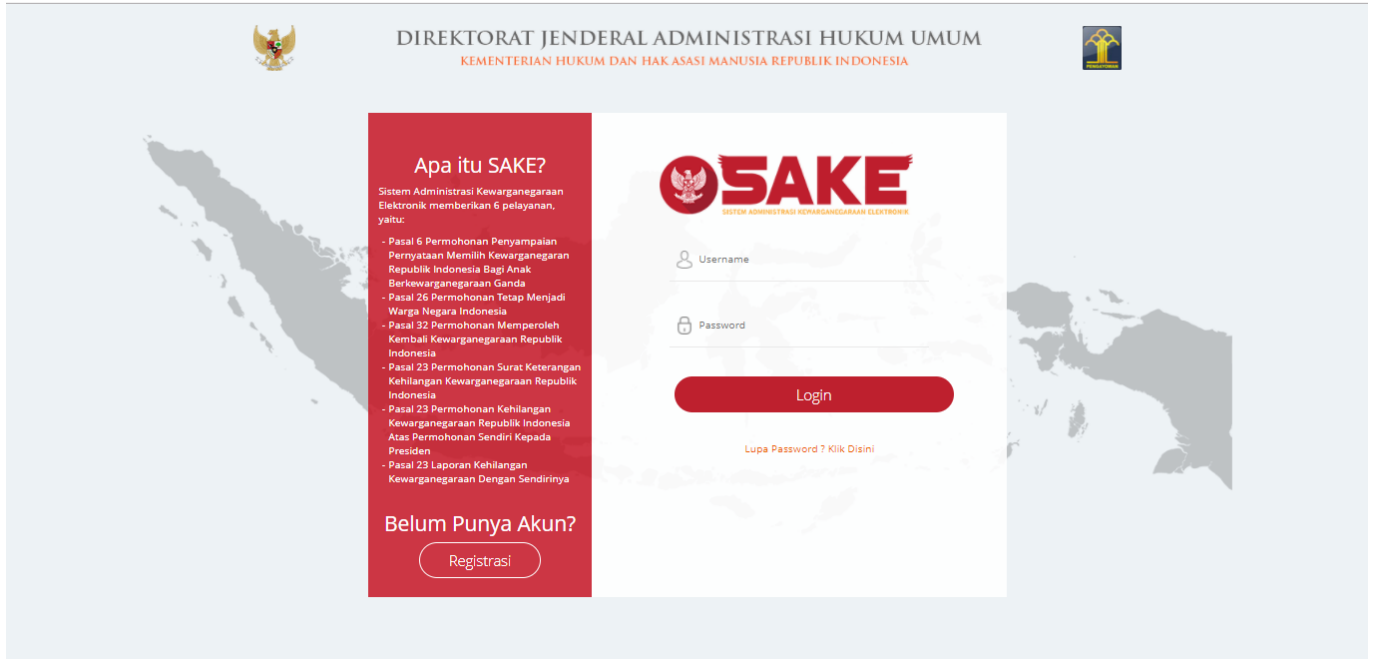 DIREKTORAT JENDERAL ADMINISTRASI HUKUM UMUM
KEMENTERIAN HUKUM DAN HAK ASASI MANUSIA REPUBLIK INDONESIA
PENGAYOMAN
Apa itu SAKE?
Sistem Administrasi Kewarganegaraan
Elektronik memberikan 6 pelayanan,
yaitu:
- Pasal 6 Permohonan Penyampaian
Pernyataan Memilih Kewarganegaran
Republik Indonesia Bagi Anak
Berkewarganegaraan Ganda
- Pasal 26 Permohonan Tetap Menjadi
Warga Negara Indonesia
- Pasal 32 Permohonan Memperoleh
Kembali Kewarganegaraan Republik
Indonesia
- Pasal 23 Permohonan Surat Keterangan
Kehilangan Kewarganegaraan Republik
Indonesia
- Pasal 23 Permohonan Kehilangan
Kewarganegaraan Republik Indonesia
Atas Permohonan Sendiri Kepada
Presiden
- Pasal 23 Laporan Kehilangan
Kewarganegaraan Dengan Sendirinya
Belum Punya Akun?
Registrasi
SAKE
SISTEM ADMINISTRASI KEWARGANEGARAAN ELEKTRONIK
Username
Password
Login
Lupa Password ? Klik Disini